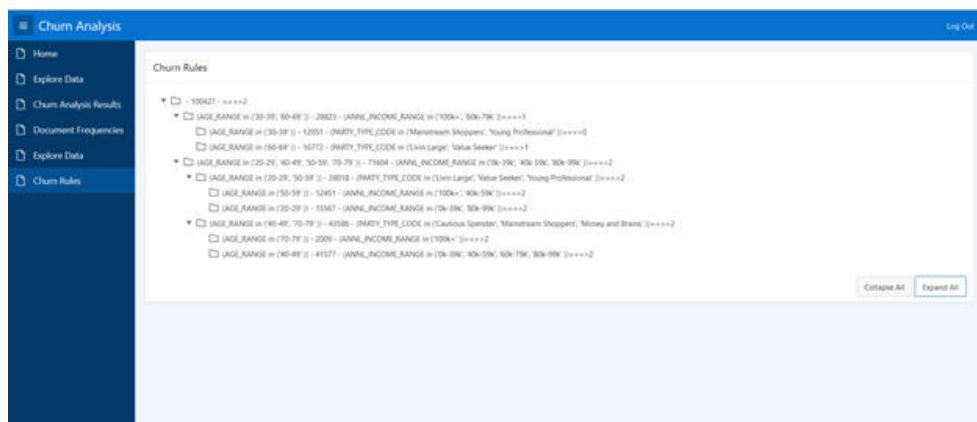 Churn Analysis
Log Out
Home
Explore Data
Churn Analysis Results
Document Frequencies
Explore Data
Churn Rules
Churn Rules
- 100427 - ===>2
(AGE_RANGE in ('30-39', '60-69' )) - 28823 - (ANNL_INCOME_RANGE in ('100k+', '60k-79k' ))===>1
(AGE_RANGE in ('30-39' )) - 12051 - (PARTY_TYPE_CODE in ('Mainstream Shoppers', 'Young Professional' ))===>0
(AGE_RANGE in ('60-69' )) - 16772 - (PARTY_TYPE_CODE in ('Livin Large', 'Value Seeker' ))===>1
(AGE_RANGE in ('20-29', '40-49', '50-59', '70-79' )) - 71604 - (ANNL_INCOME_RANGE in ('0k-39k', '40k-59k', '80k-99k' ))===>2
(AGE_RANGE in ('20-29', '50-59' )) - 28018 - (PARTY_TYPE_CODE in ('Livin Large', 'Value Seeker', 'Young Professional' ))===>2
(AGE_RANGE in ('50-59' )) - 12451 - (ANNL_INCOME_RANGE in ('100k+', '40k-59k' ))===>2
(AGE_RANGE in ('20-29' )) - 15567 - (ANNL_INCOME_RANGE in ('0k-39k', '80k-99k' ))===>2
(AGE_RANGE in ('40-49', '70-79' )) - 43586 - (PARTY_TYPE_CODE in ('Cautious Spender', 'Mainstream Shoppers', 'Money and Brains' ))===>2
(AGE_RANGE in ('70-79' )) - 2009 - (ANNL_INCOME_RANGE in ('100k+' ))===>2
(AGE_RANGE in ('40-49' )) - 41577 - (ANNL_INCOME_RANGE in ('0k-39k', '40k-59k', '60k-79k', '80k-99k' ))===>2
Collapse All
Expand All